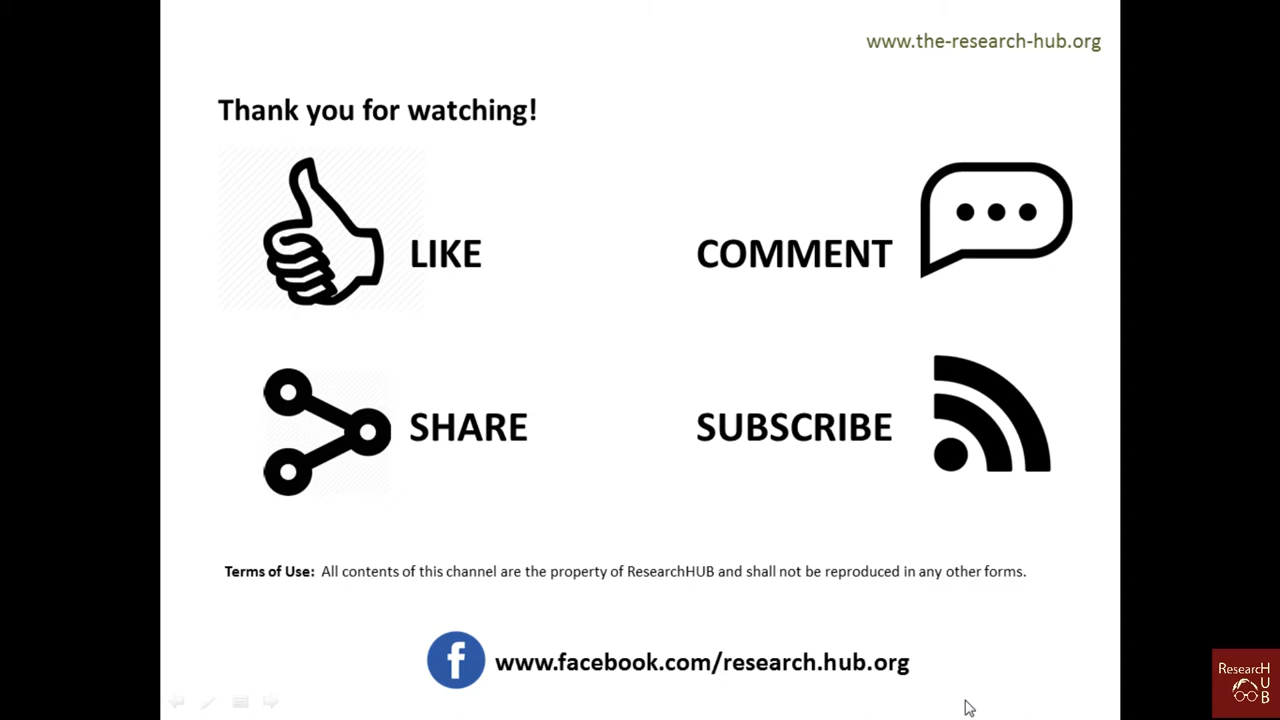 www.the-research-hub.org
Thank you for watching!
LIKE
COMMENT
SHARE
SUBSCRIBE
Terms of Use: All contents of this channel are the property of ResearchHUB and shall not be reproduced in any other forms.
f www.facebook.com/research.hub.org
ResearcH
U
B